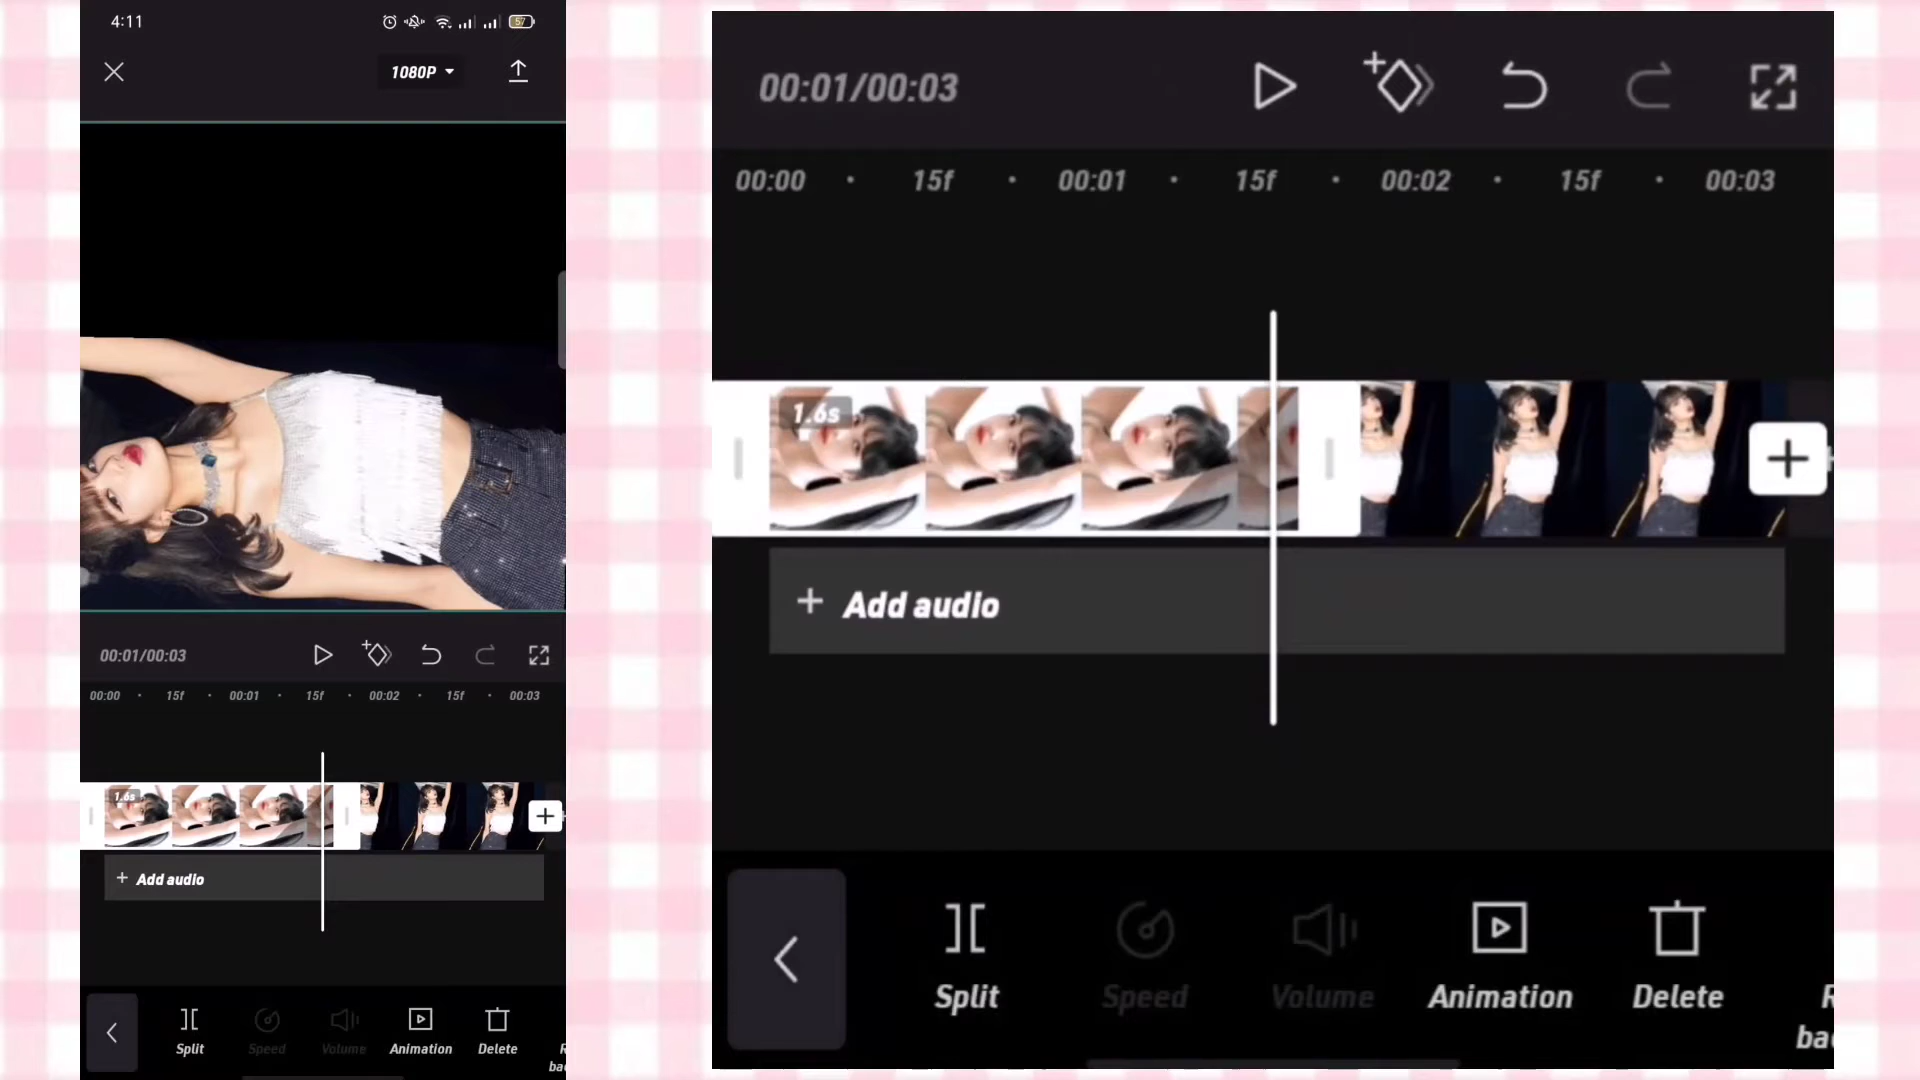 4:11
57
1080P
00:01/00:03
00:00 15f 00:01 15f 00:02 15f 00:03
1.6s
+ Add audio
Split Speed Volume Animation Delete
00:01/00:03
00:00 15f 00:01 15f 00:02 15f 00:03
1.6s
+ Add audio
Split Speed Volume Animation Delete